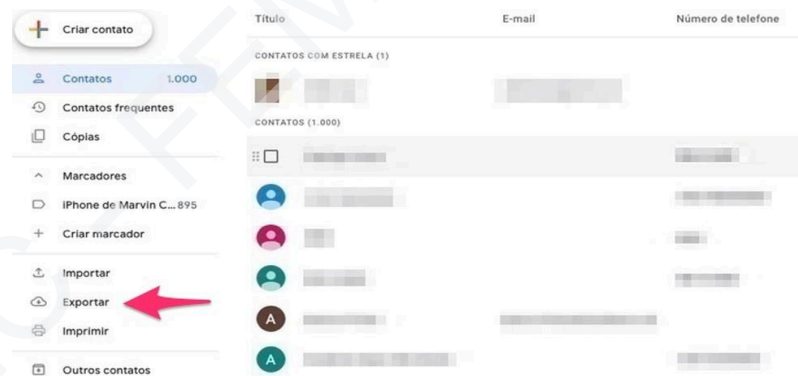 Criar contato
Contatos 1.000
Contatos frequentes
Cópias
Marcadores
iPhone de Marvin C... 895
Criar marcador
Importar
Exportar
Imprimir
Outros contatos
Título E-mail Número de telefone
CONTATOS COM ESTRELA (1)
CONTATOS (1.000)
A
A